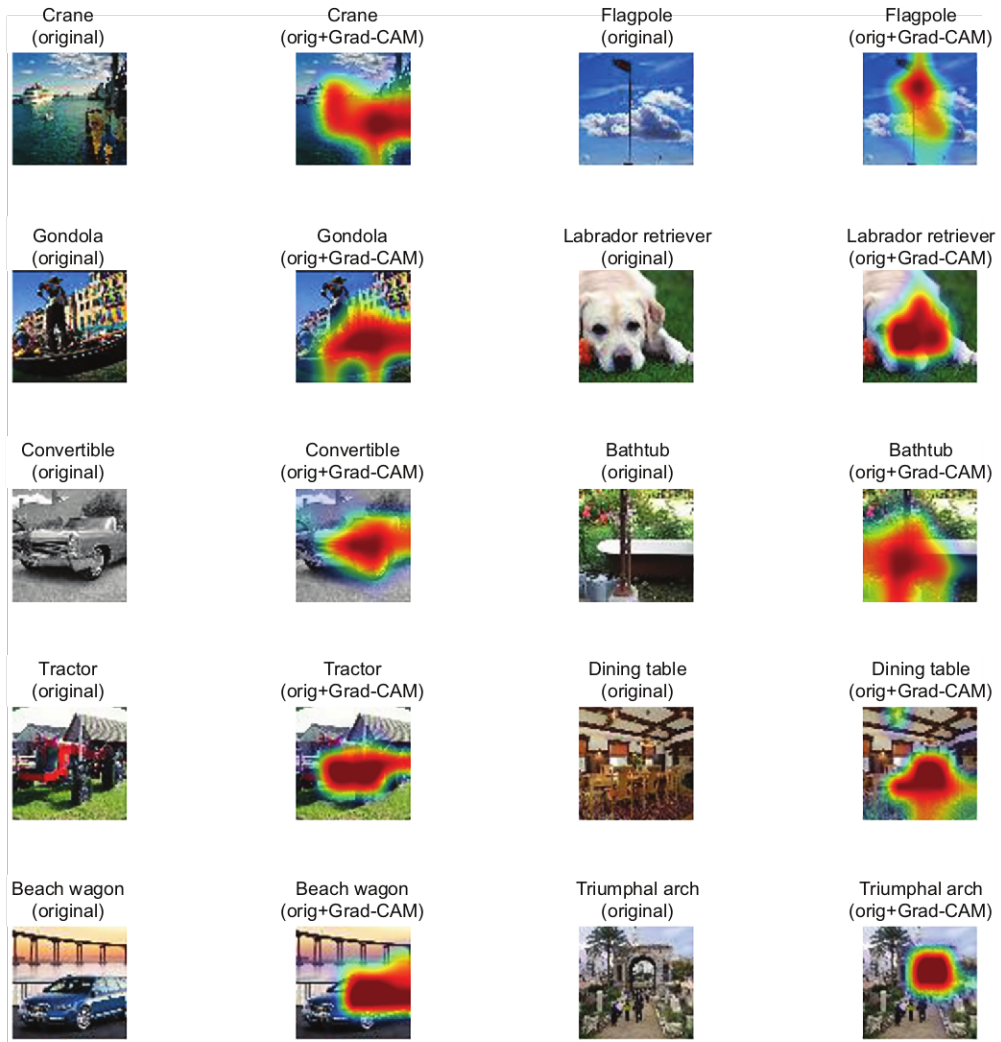 Crane
(original)
Crane
(orig+Grad-CAM)
Flagpole
(original)
Flagpole
(orig+Grad-CAM)
Gondola
(original)
Gondola
(orig+Grad-CAM)
Labrador retriever
(original)
Labrador retriever
(orig+Grad-CAM)
Convertible
(original)
Convertible
(orig+Grad-CAM)
Bathtub
(original)
Bathtub
(orig+Grad-CAM)
Tractor
(original)
Tractor
(orig+Grad-CAM)
Dining table
(original)
Dining table
(orig+Grad-CAM)
Beach wagon
(original)
Beach wagon
(orig+Grad-CAM)
Triumphal arch
(original)
Triumphal arch
(orig+Grad-CAM)